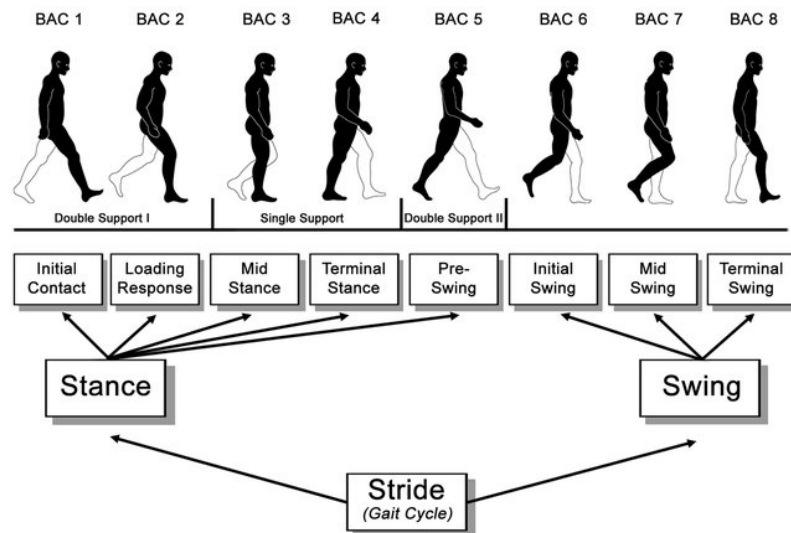 BAC 1 BAC 2 BAC 3 BAC 4 BAC 5 BAC 6 BAC 7 BAC 8
Double Support I Single Support Double Support II
Initial Contact
Loading Response
Mid Stance
Terminal Stance
Pre-Swing
Initial Swing
Mid Swing
Terminal Swing
Stance Swing
Stride
(Gait Cycle)